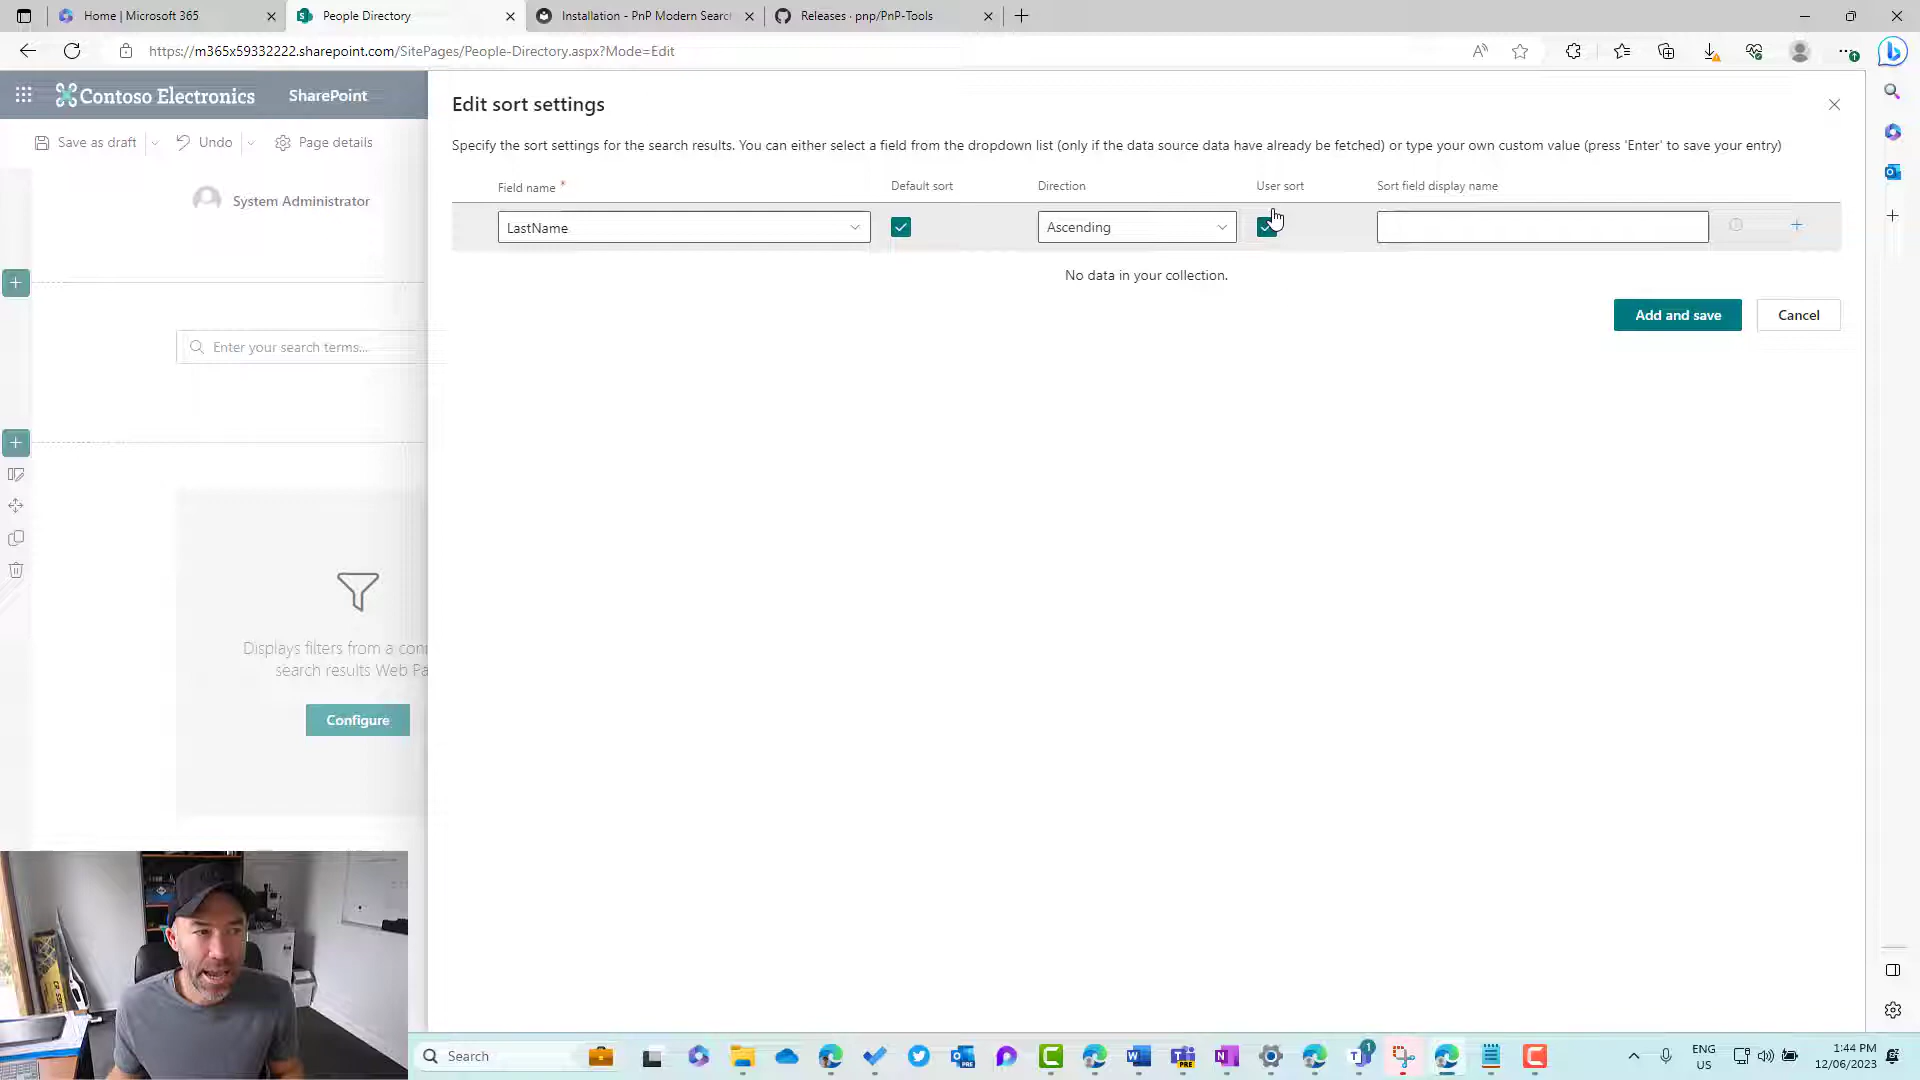 Home | Microsoft 365
People Directory
Installation - PnP Modern Search
Releases · pnp/PnP-Tools
https://m365x59332222.sharepoint.com/SitePages/People-Directory.aspx?Mode=Edit
Contoso Electronics
SharePoint
Save as draft
Undo
Page details
System Administrator
Enter your search terms...
Displays filters from a con
search results Web Pa
Configure
Edit sort settings
Specify the sort settings for the search results. You can either select a field from the dropdown list (only if the data source data have already be fetched) or type your own custom value (press 'Enter' to save your entry)
Field name *
Default sort
Direction
User sort
Sort field display name
LastName
Ascending
No data in your collection.
Add and save
Cancel
Search
ENG
US
1:44 PM
12/06/2023